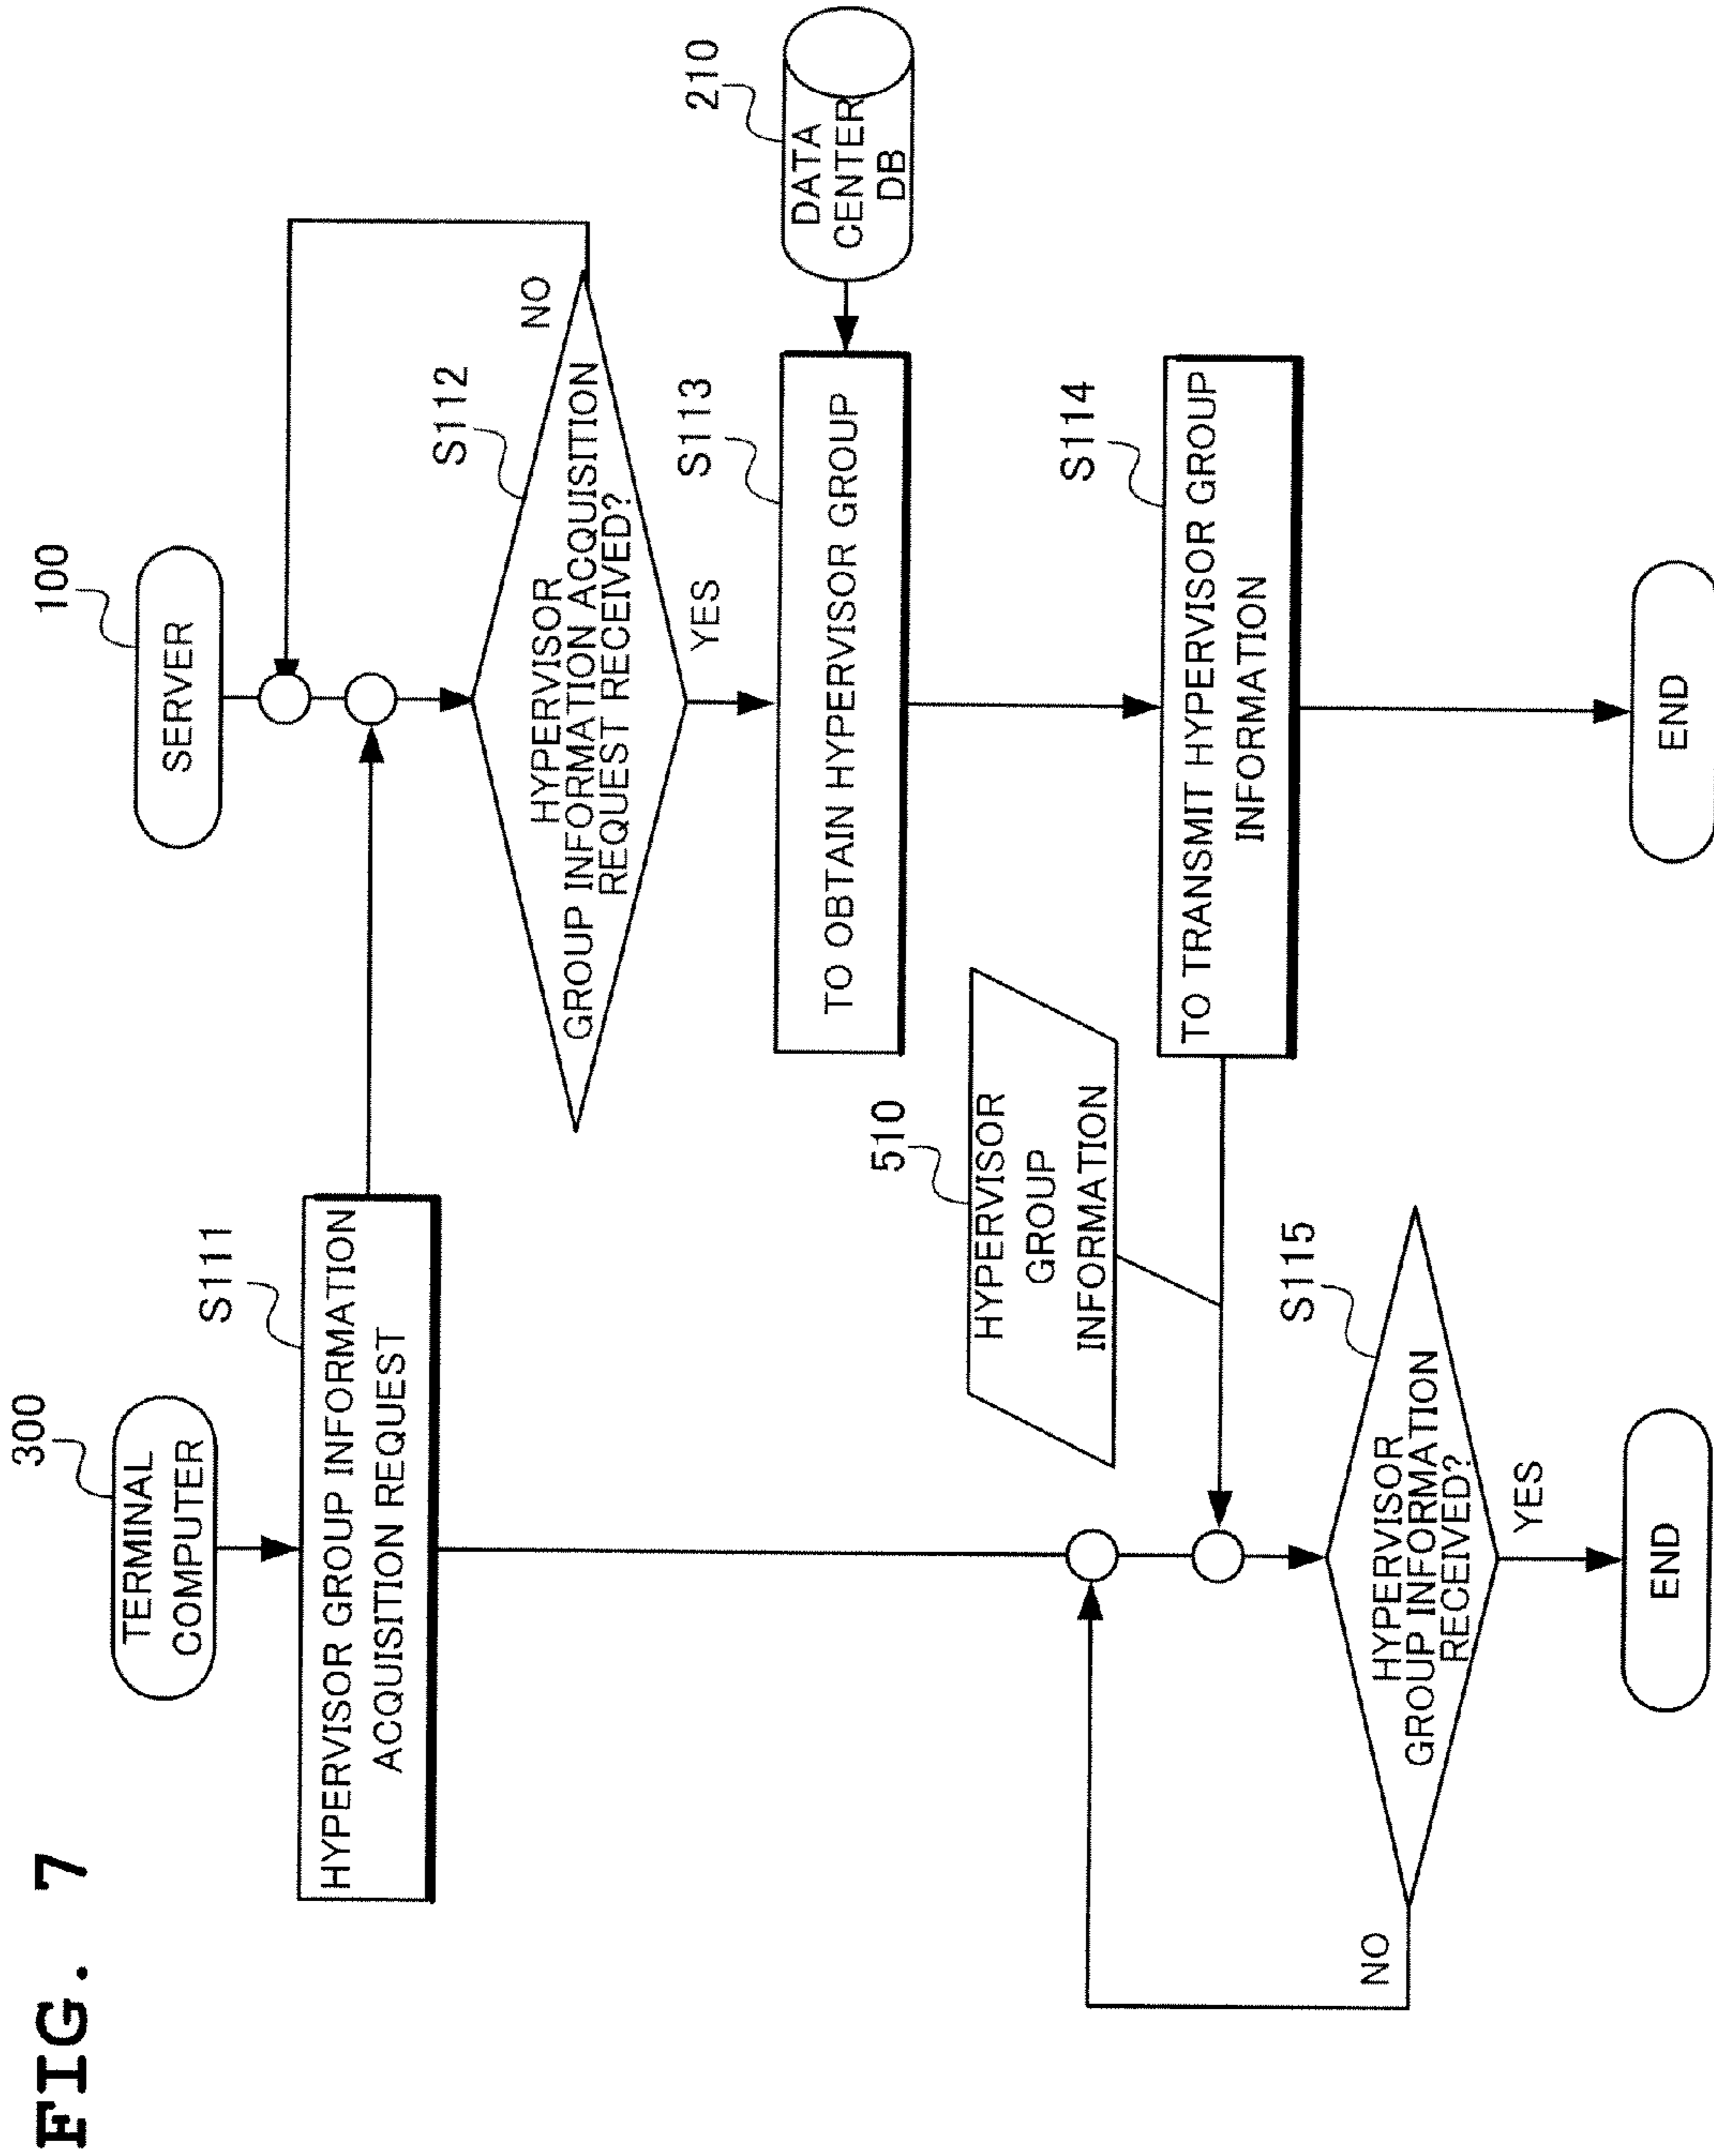 FIG. 7
300
TERMINAL
COMPUTER
S111
HYPERVISOR GROUP INFORMATION
ACQUISITION REQUEST
100
SERVER
S112
HYPERVISOR
GROUP INFORMATION ACQUISITION
REQUEST RECEIVED?
NO
YES
S113
TO OBTAIN HYPERVISOR GROUP
210
DATA
CENTER
DB
510
HYPERVISOR
GROUP
INFORMATION
S114
TO TRANSMIT HYPERVISOR GROUP
INFORMATION
S115
HYPERVISOR
GROUP INFORMATION
RECEIVED?
NO
YES
END
END